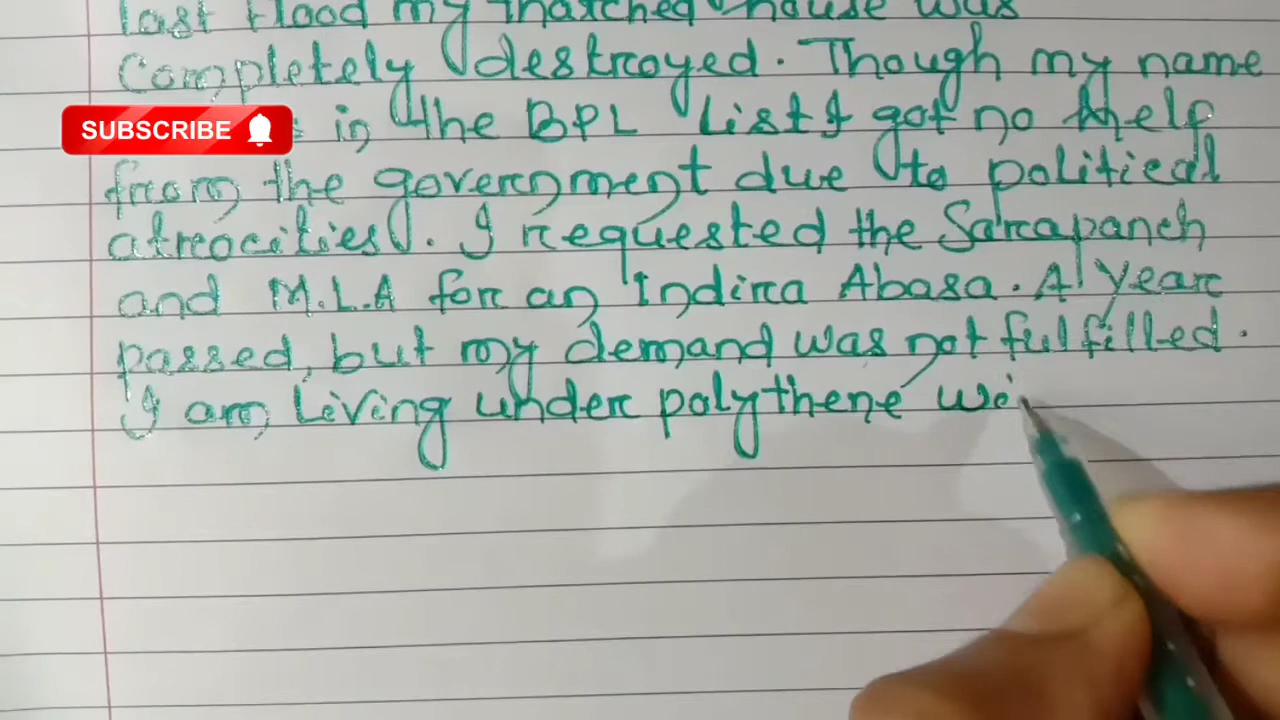 last flood my thatched house was
completely destroyed. Though my name
SUBSCRIBE
in the BPL list I got no help
from the government due to political
atrocities. I requested the Sarapanch
and M.L.A for an Indira Abasa. A year
passed, but my demand was not fulfilled.
I am living under polythene wi